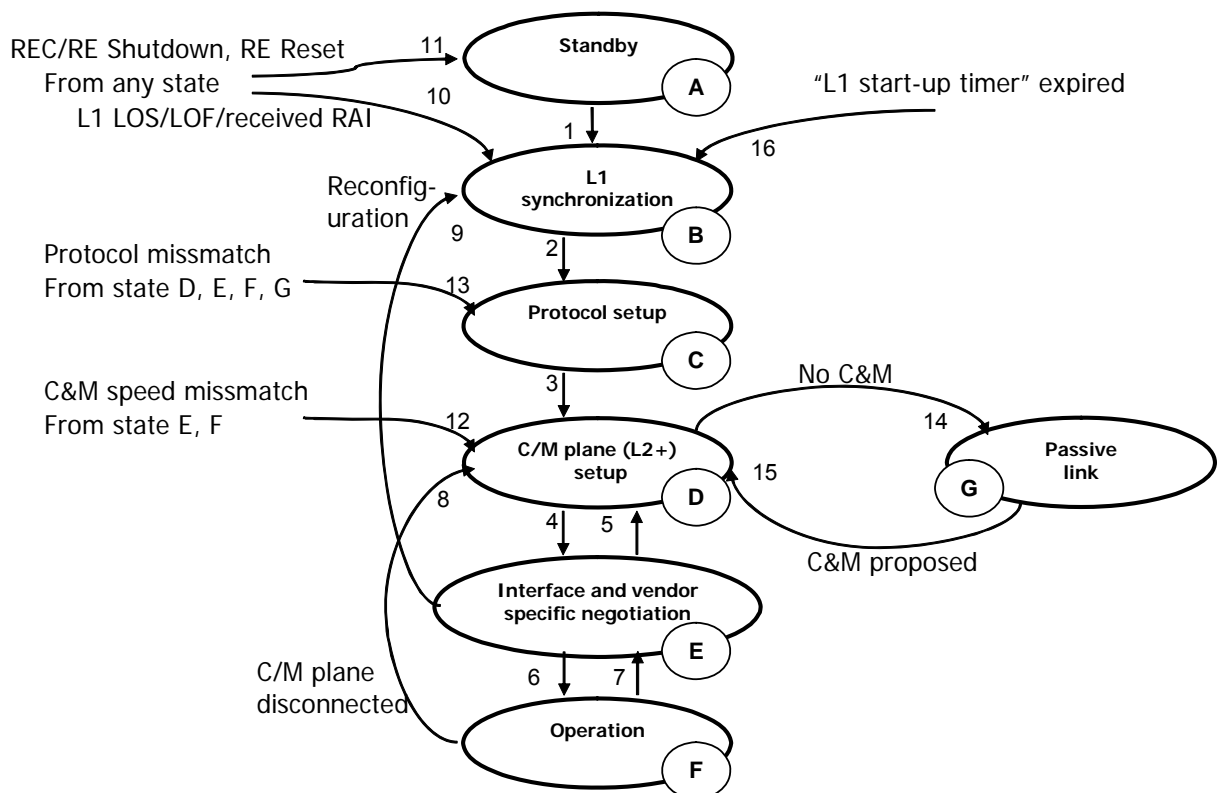 Standby
A
REC/RE Shutdown, RE Reset
11
From any state
10
L1 LOS/LOF/received RAI
"L1 start-up timer" expired
16
1
L1
synchronization
B
Reconfig-
uration
9
2
Protocol missmatch
From state D, E, F, G
13
Protocol setup
C
3
C&M speed missmatch
From state E, F
12
No C&M
14
C/M plane (L2+)
setup
D
15
Passive
link
G
8
4
5
C&M proposed
Interface and vendor
specific negotiation
E
C/M plane
disconnected
6
7
Operation
F